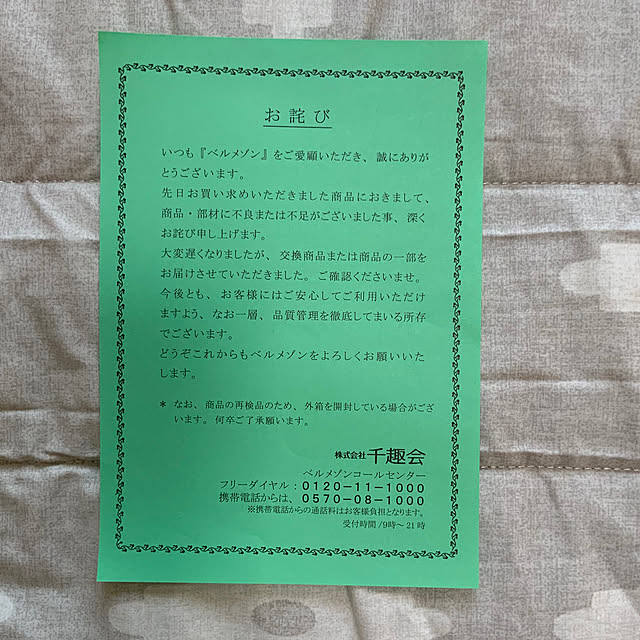 お詫び
いつも『ベルメゾン』をご愛顧いただき、誠にありが
とうございます。
先日お買い求めいただきました商品におきまして、
商品・部材に不良または不足がございました事、深く
お詫び申し上げます。
大変遅くなりましたが、交換商品または商品の一部を
お届けさせていただきました。ご確認くださいませ。
今後とも、お客様にはご安心してご利用いただけ
ますよう、なお一層、品質管理を徹底してまいる所存
でございます。
どうぞこれからもベルメゾンをよろしくお願いいた
します。
* なお、商品の再検品のため、外箱を開封している場合がござ
います。何卒ご了承願います。
株式会社千趣会
ベルメゾンコールセンター
フリーダイヤル：0120−11−1000
携帯電話からは、0570−08−1000
※携帯電話からの通話料はお客様負担となります。
受付時間/9時〜21時